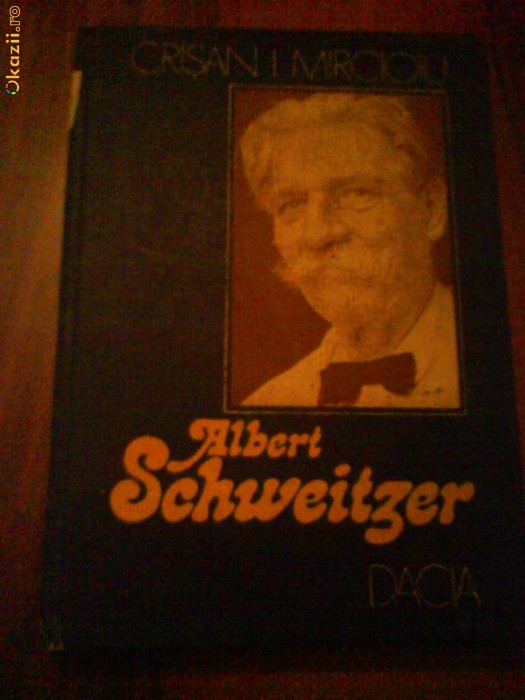 Okazii.ro
CRIȘAN I. MIRCIOIU
Albert
Schweitzer
DACIA